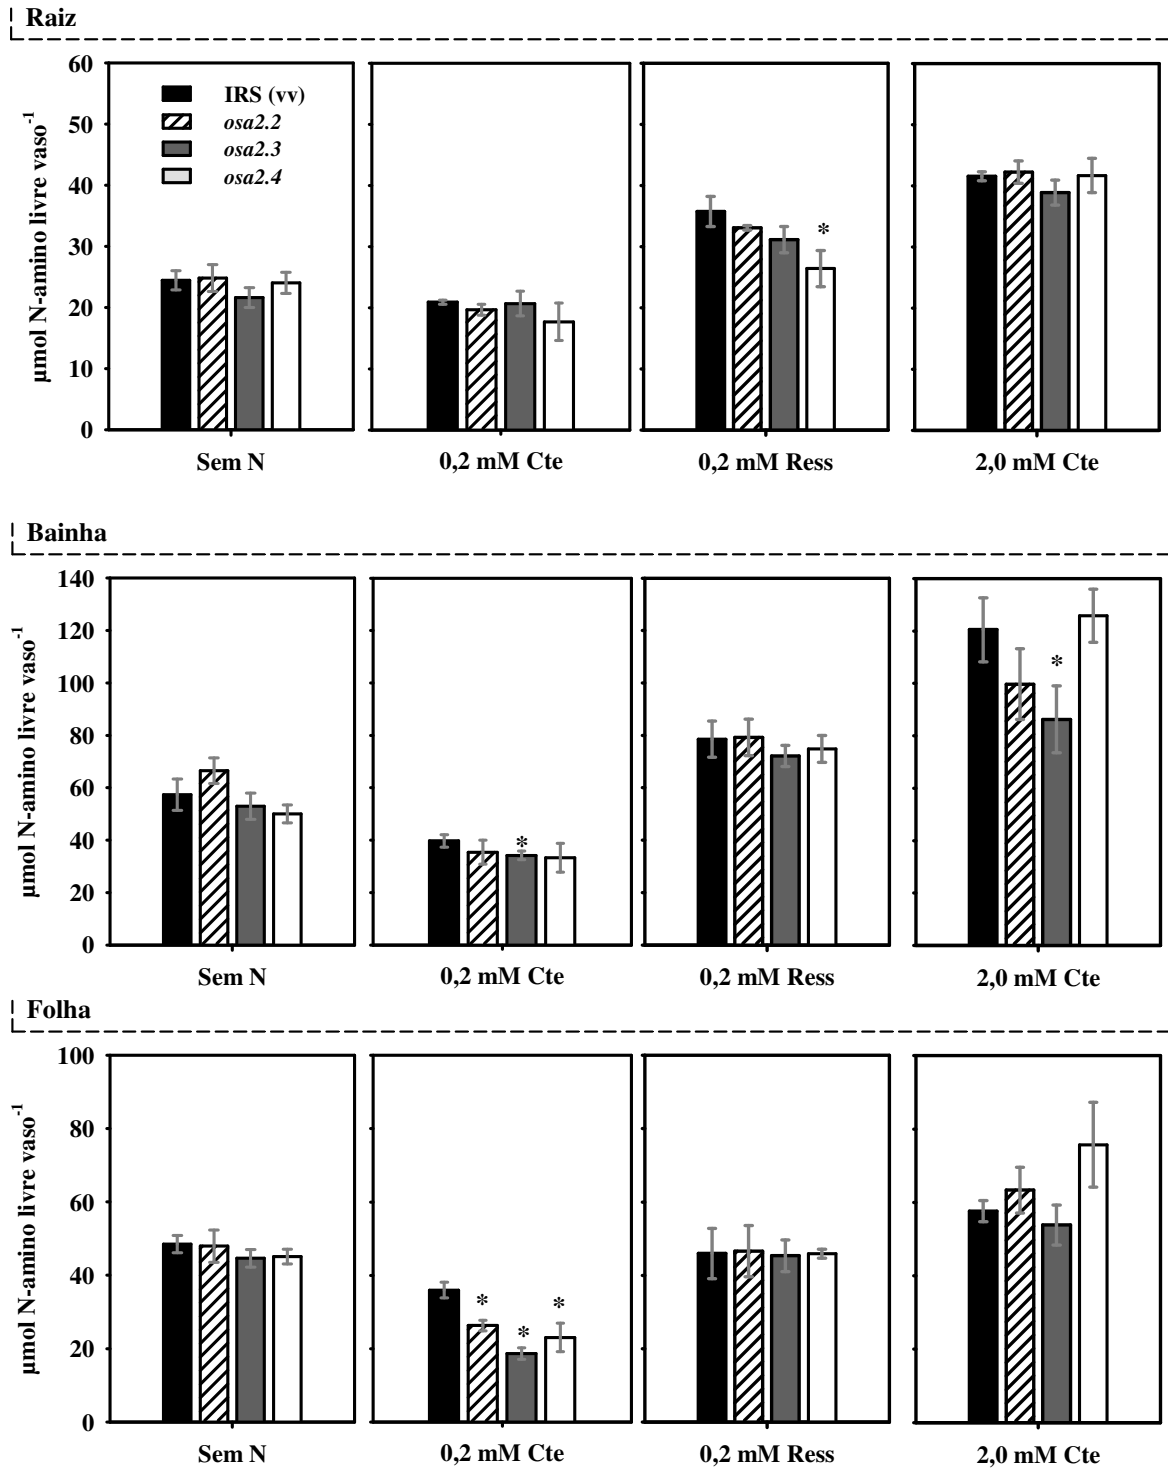 Raiz
µmol N-amino livre vaso⁻¹
60
50
40
30
20
10
0
IRS (vv)
osa2.2
osa2.3
osa2.4
*
Sem N
0,2 mM Cte
0,2 mM Ress
2,0 mM Cte
Bainha
µmol N-amino livre vaso⁻¹
140
120
100
80
60
40
20
0
*
*
Sem N
0,2 mM Cte
0,2 mM Ress
2,0 mM Cte
Folha
µmol N-amino livre vaso⁻¹
100
80
60
40
20
0
*
*
*
Sem N
0,2 mM Cte
0,2 mM Ress
2,0 mM Cte